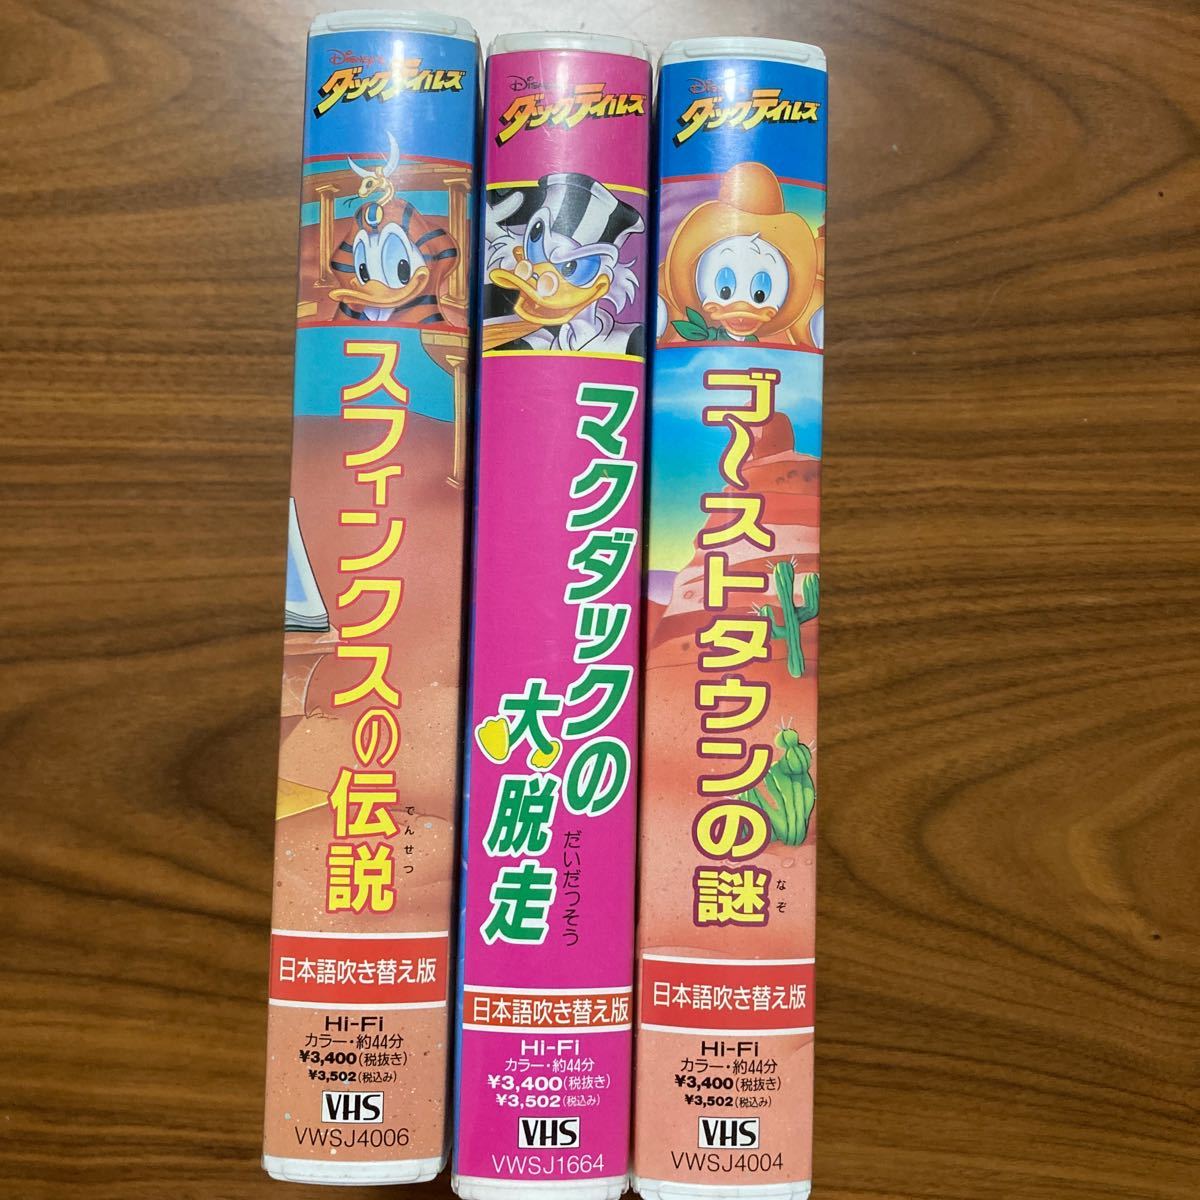 DISNEY'S
ダックテイルズ
スフィンクスの伝説
でんせつ
日本語吹き替え版
Hi-Fi
カラー・約44分
¥3,400(税抜き)
¥3,502(税込み)
VHS
VWSJ4006
ダックテイルズ
マクダックの
大脱走
だいだつそう
日本語吹き替え版
Hi-Fi
カラー・約44分
¥3,400(税抜き)
¥3,502(税込み)
VHS
VWSJ1664
ダックテイルズ
ゴ〜ストタウンの謎
なぞ
日本語吹き替え版
Hi-Fi
カラー・約44分
¥3,400(税抜き)
¥3,502(税込み)
VHS
VWSJ4004